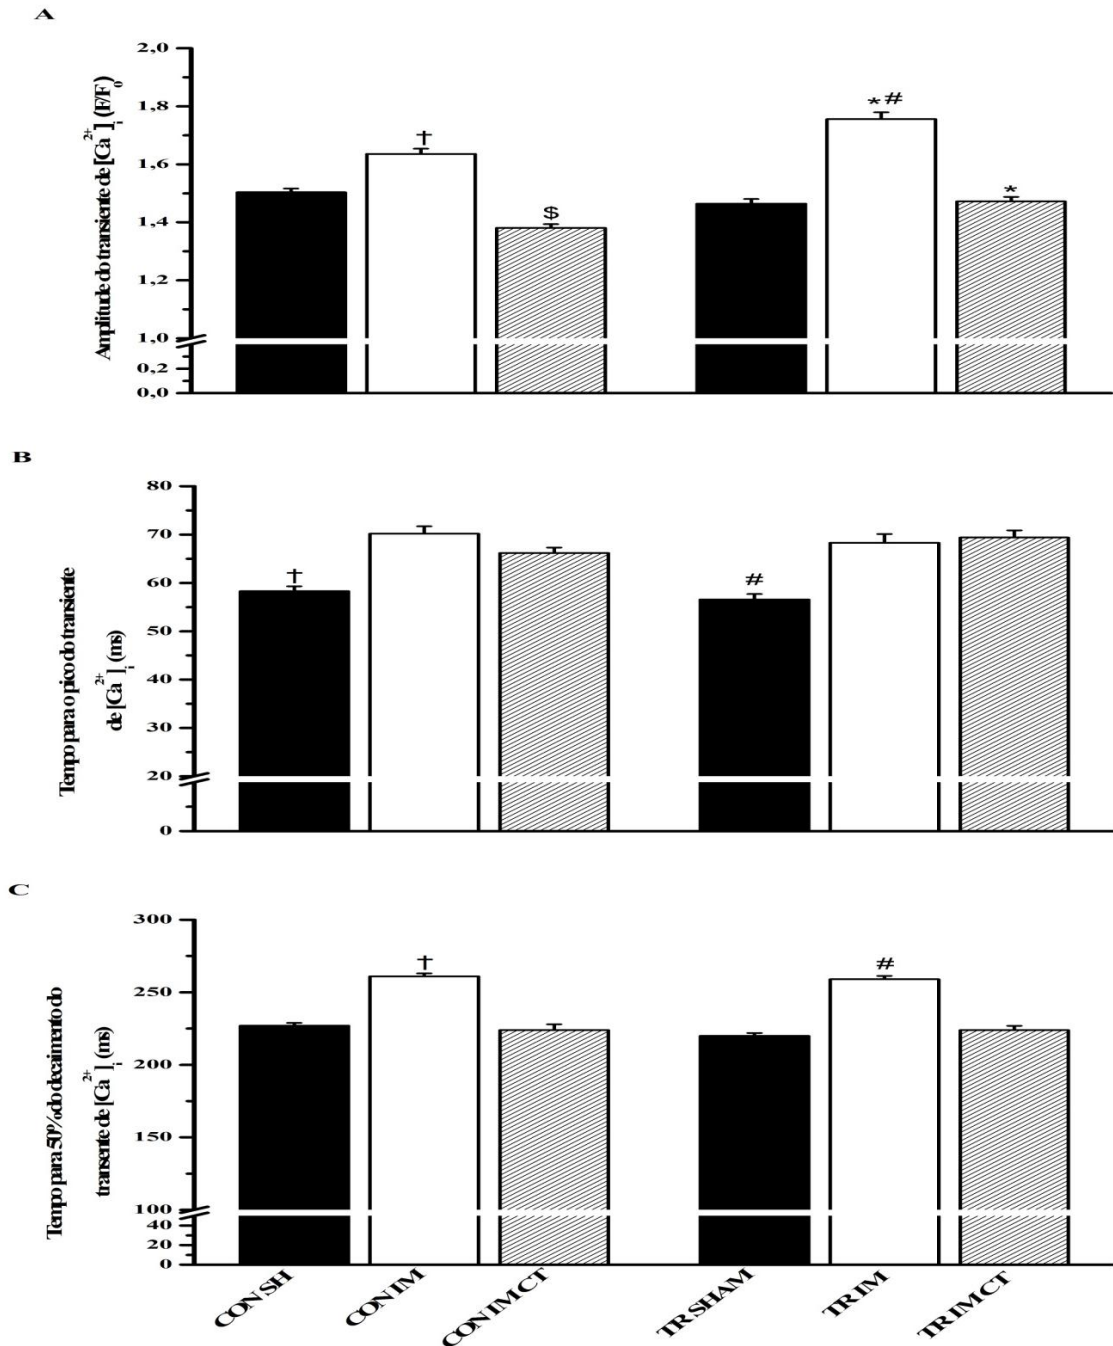 A
Amplitude do transiente de [Ca²⁺]ᵢ (F/F₀)
2,0
1,8
1,6
1,4
1,2
1,0
0,2
0,0
†
$
*#
*
B
Tempo para o pico do transiente
de [Ca²⁺]ᵢ (ms)
80
70
60
50
40
30
20
0
†
#
C
Tempo para 50% do decaimento do
transente de [Ca²⁺]ᵢ (ms)
300
250
200
150
100
40
20
0
†
#
CON SH
CON IM
CON IMCT
TR SHAM
TR IM
TR IMCT